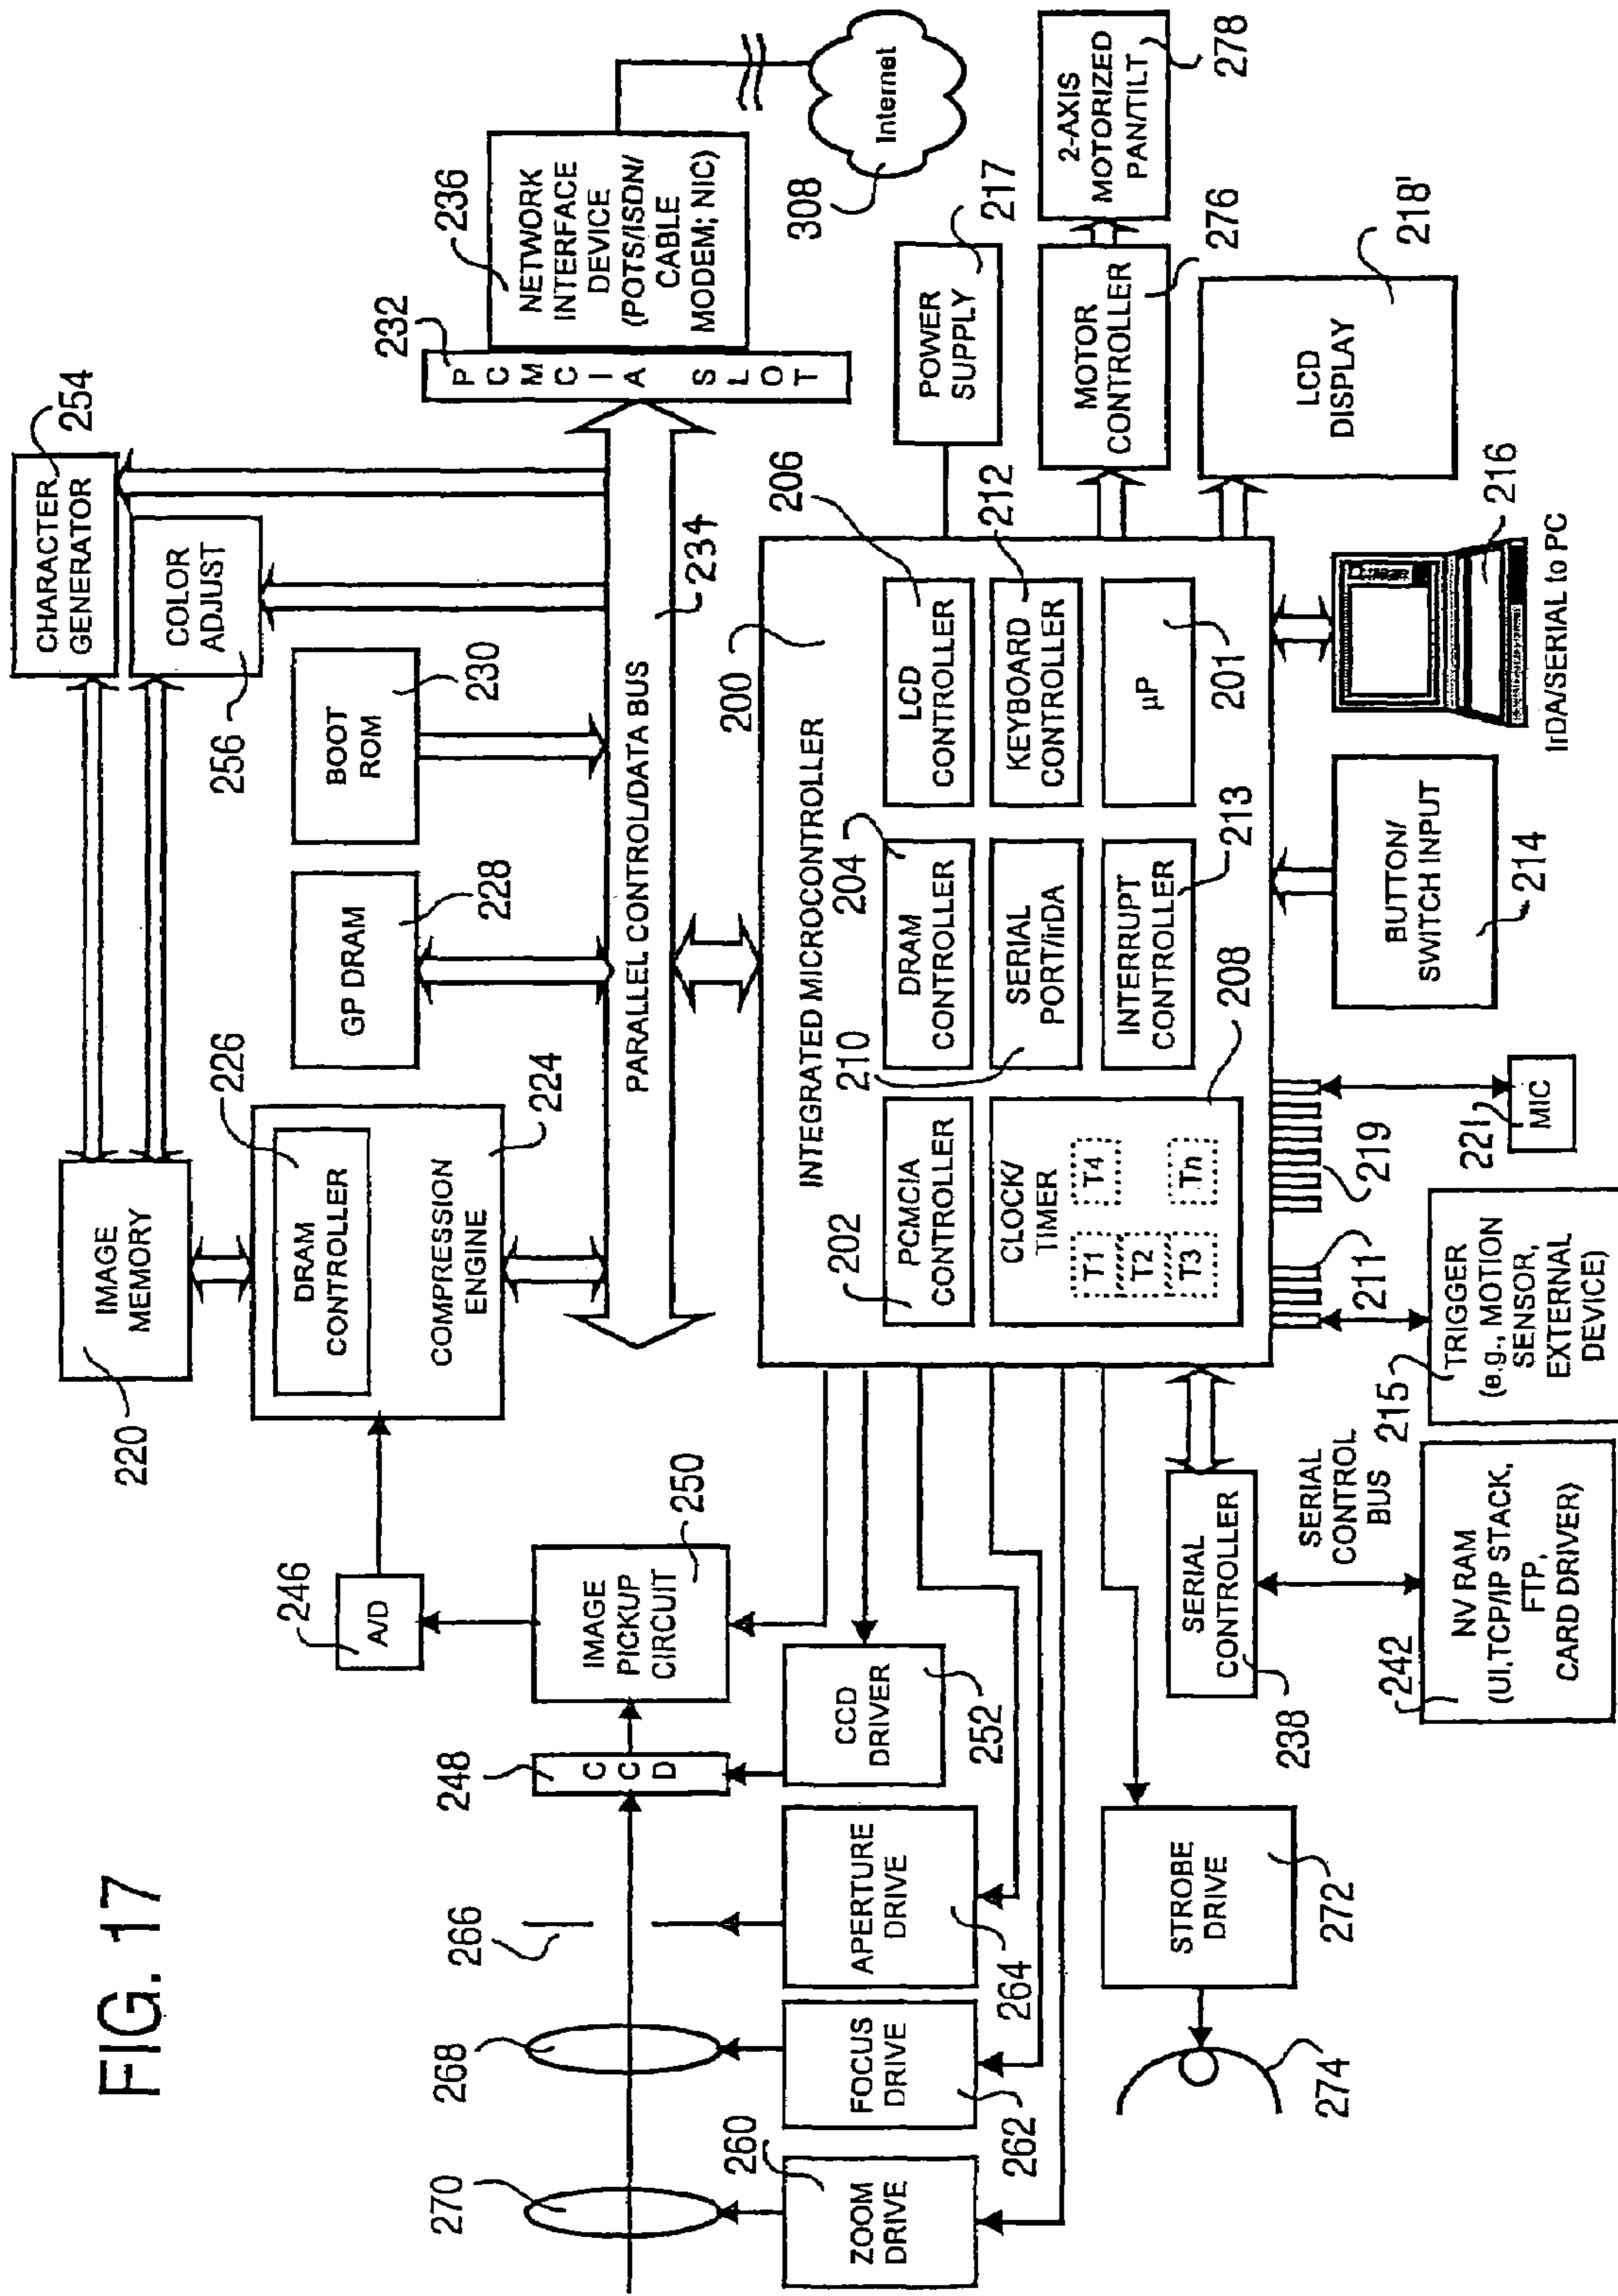 FIG. 17
270
268
266
248
C
C
D
246
A/D
IMAGE
PICKUP
CIRCUIT
250
220
IMAGE
MEMORY
226
DRAM
CONTROLLER
COMPRESSION
ENGINE
224
GP DRAM
228
BOOT
ROM
230
256
COLOR
ADJUST
CHARACTER
GENERATOR
254
PARALLEL CONTROL/DATA BUS
234
232
P
C
M
C
I
A
S
L
O
T
236
NETWORK
INTERFACE
DEVICE
(POTS/ISDN/
CABLE
MODEM; NIC)
Internet
308
260
ZOOM
DRIVE
262
FOCUS
DRIVE
264
APERTURE
DRIVE
CCD
DRIVER
252
STROBE
DRIVE
272
274
INTEGRATED MICROCONTROLLER
200
202
PCMCIA
CONTROLLER
204
DRAM
CONTROLLER
LCD
CONTROLLER
206
CLOCK/
TIMER
T1
T2
T3
T4
Tn
208
210
SERIAL
PORT/irDA
KEYBOARD
CONTROLLER
212
INTERRUPT
CONTROLLER
213
µP
201
POWER
SUPPLY
217
MOTOR
CONTROLLER
276
2-AXIS
MOTORIZED
PAN/TILT
278
LCD
DISPLAY
218'
SERIAL
CONTROLLER
238
SERIAL
CONTROL
BUS
242
NV RAM
(UI,TCP/IP STACK,
FTP,
CARD DRIVER)
215
TRIGGER
(e.g., MOTION
SENSOR,
EXTERNAL
DEVICE)
211
219
221
MIC
BUTTON/
SWITCH INPUT
214
216
IrDA/SERIAL to PC